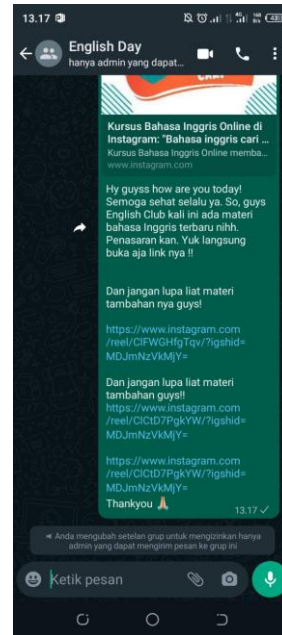 13.17
English Day
hanya admin yang dapat...
CHAT
Kursus Bahasa Inggris Online di
Instagram: "Bahasa inggris cari ...
Kursus Bahasa Inggris Online memba...
www.instagram.com
Hy guyss how are you today!
Semoga sehat selalu ya. So, guys
English Club kali ini ada materi
bahasa Inggris terbaru nihh.
Penasaran kan. Yuk langsung
buka aja link nya !!
Dan jangan lupa liat materi
tambahan nya guys!
https://www.instagram.com
/reel/ClFWGHfgTqv/?igshid=
MDJmNzVkMjY=
Dan jangan lupa liat materi
tambahan guys!!
https://www.instagram.com
/reel/ClCtD7PgkYW/?igshid=
MDJmNzVkMjY=
https://www.instagram.com
/reel/ClCtD7PgkYW/?igshid=
MDJmNzVkMjY=
Thankyou 🙏🏼
13.17
Anda mengubah setelan grup untuk mengizinkan hanya
admin yang dapat mengirim pesan ke grup ini
Ketik pesan